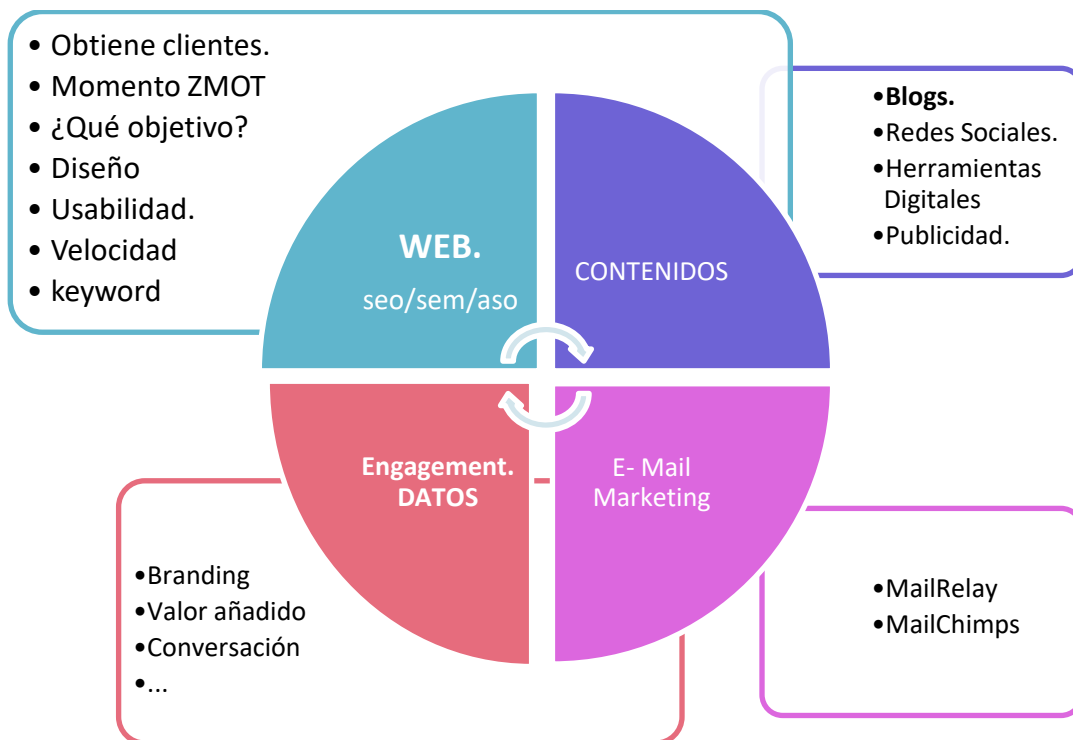 • Obtiene clientes.
• Momento ZMOT
• ¿Qué objetivo?
• Diseño
• Usabilidad.
• Velocidad
• keyword
•Blogs.
•Redes Sociales.
•Herramientas
Digitales
•Publicidad.
WEB.
seo/sem/aso
CONTENIDOS
Engagement.
DATOS
E- Mail
Marketing
•Branding
•Valor añadido
•Conversación
•...
•MailRelay
•MailChimps